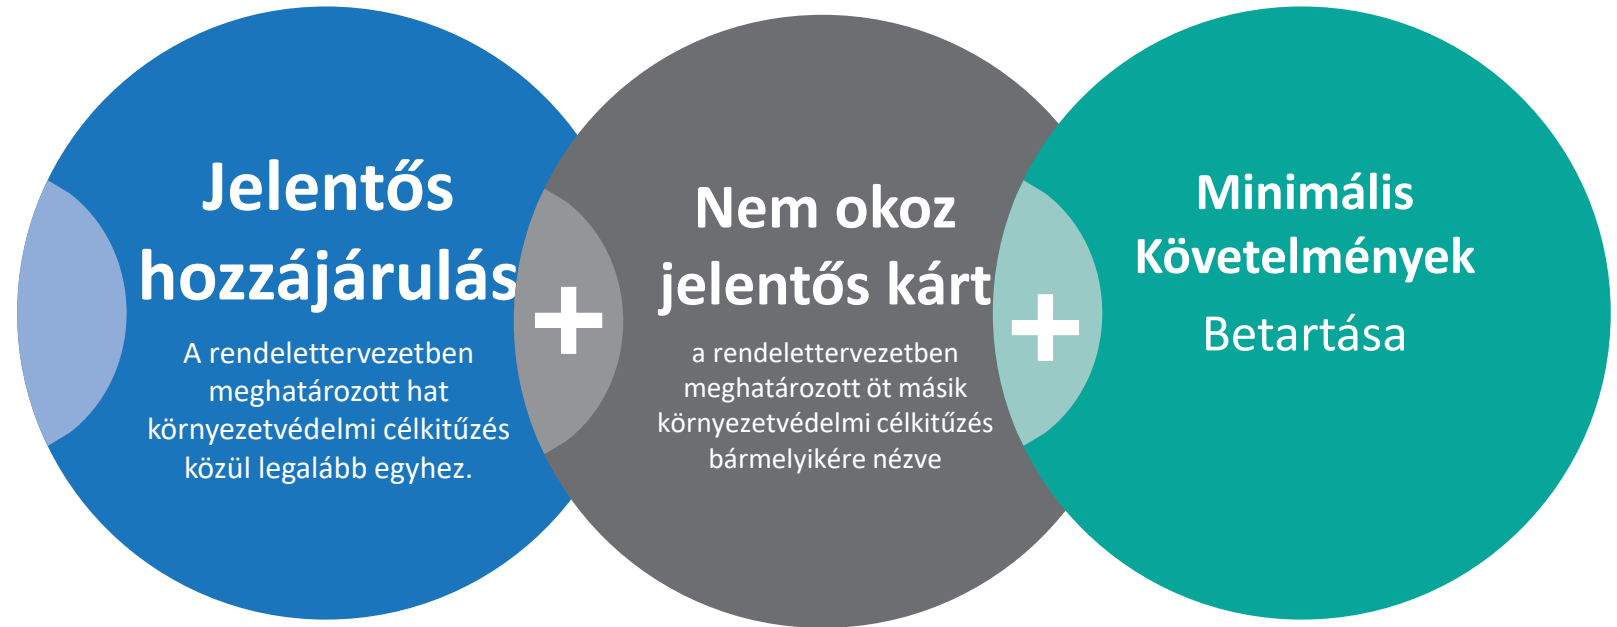 Jelentős
hozzájárulás
A rendelettervezetben
meghatározott hat
környezetvédelmi célkitűzés
közül legalább egyhez.
+
Nem okoz
jelentős kárt
a rendelettervezetben
meghatározott öt másik
környezetvédelmi célkitűzés
bármelyikére nézve
+
Minimális
Követelmények
Betartása